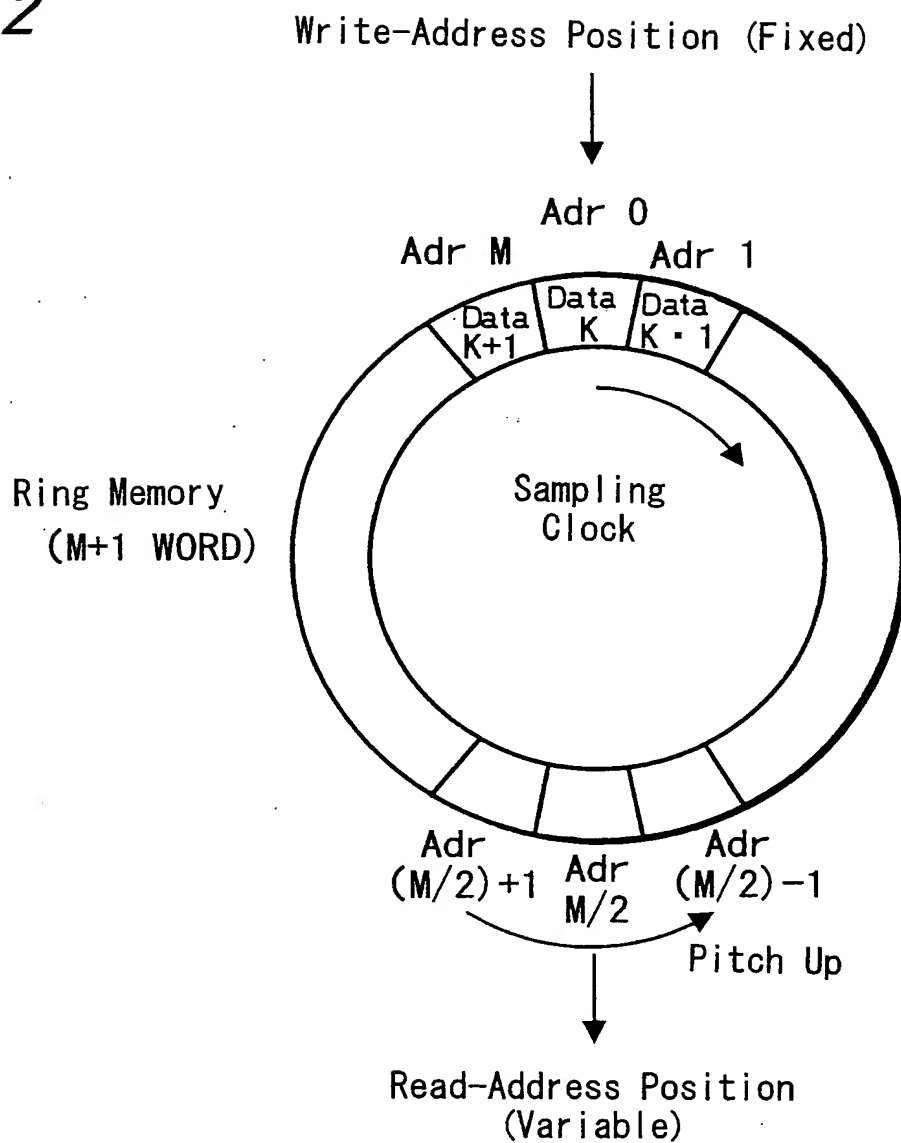 2
Write-Address Position (Fixed)
Adr 0
Adr M
Adr 1
Data
K+1
Data
K
Data
K・1
Ring Memory
(M+1 WORD)
Sampling
Clock
Adr
(M/2)+1
Adr
M/2
Adr
(M/2)-1
Pitch Up
Read-Address Position
(Variable)